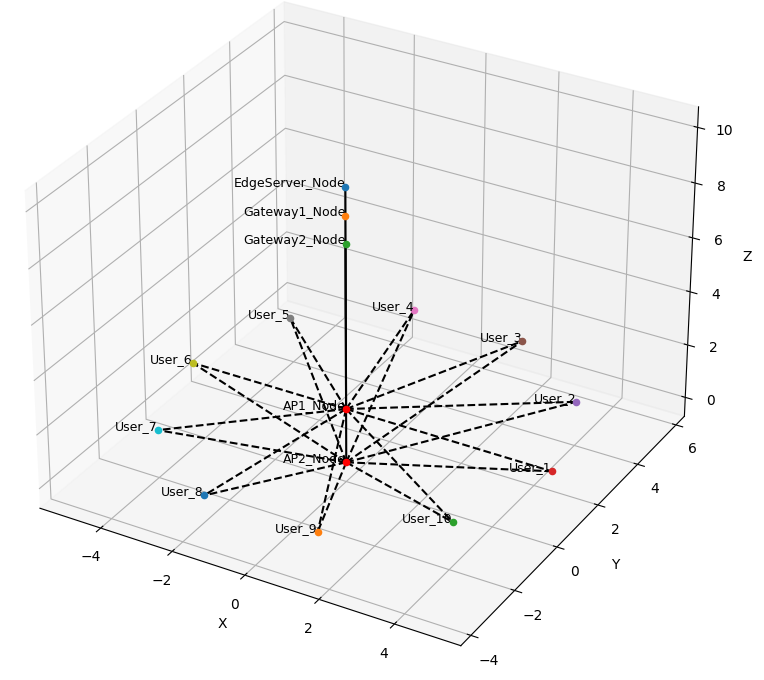 10
8
6
4
2
0
Z
EdgeServer_Node
Gateway1_Node
Gateway2_Node
User_4
User_5
User_3
User_6
User_2
AP1_Node
User_7
AP2_Node
User_1
User_8
User_10
User_9
6
4
2
0
−2
−4
Y
−4
−2
0
2
4
X